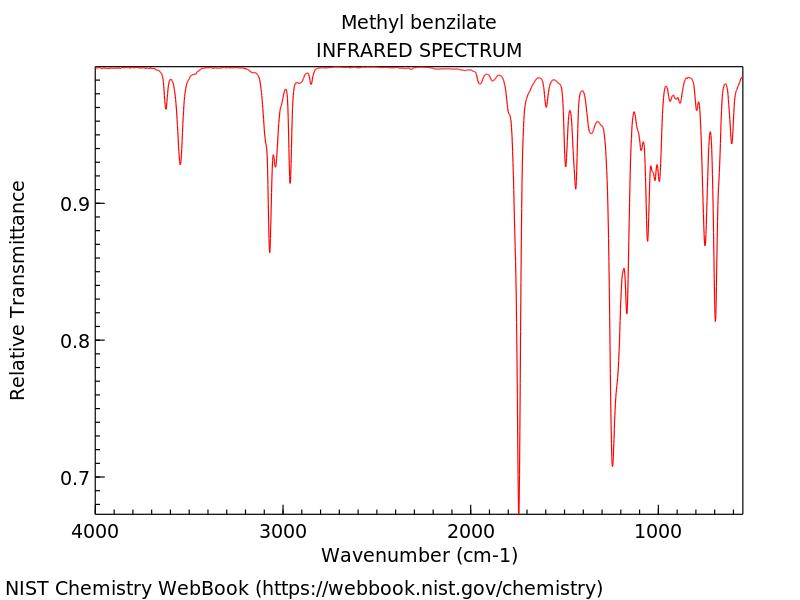 Methyl benzilate
INFRARED SPECTRUM
Relative Transmittance
0.9
0.8
0.7
4000
3000
2000
1000
Wavenumber (cm-1)
NIST Chemistry WebBook (https://webbook.nist.gov/chemistry)